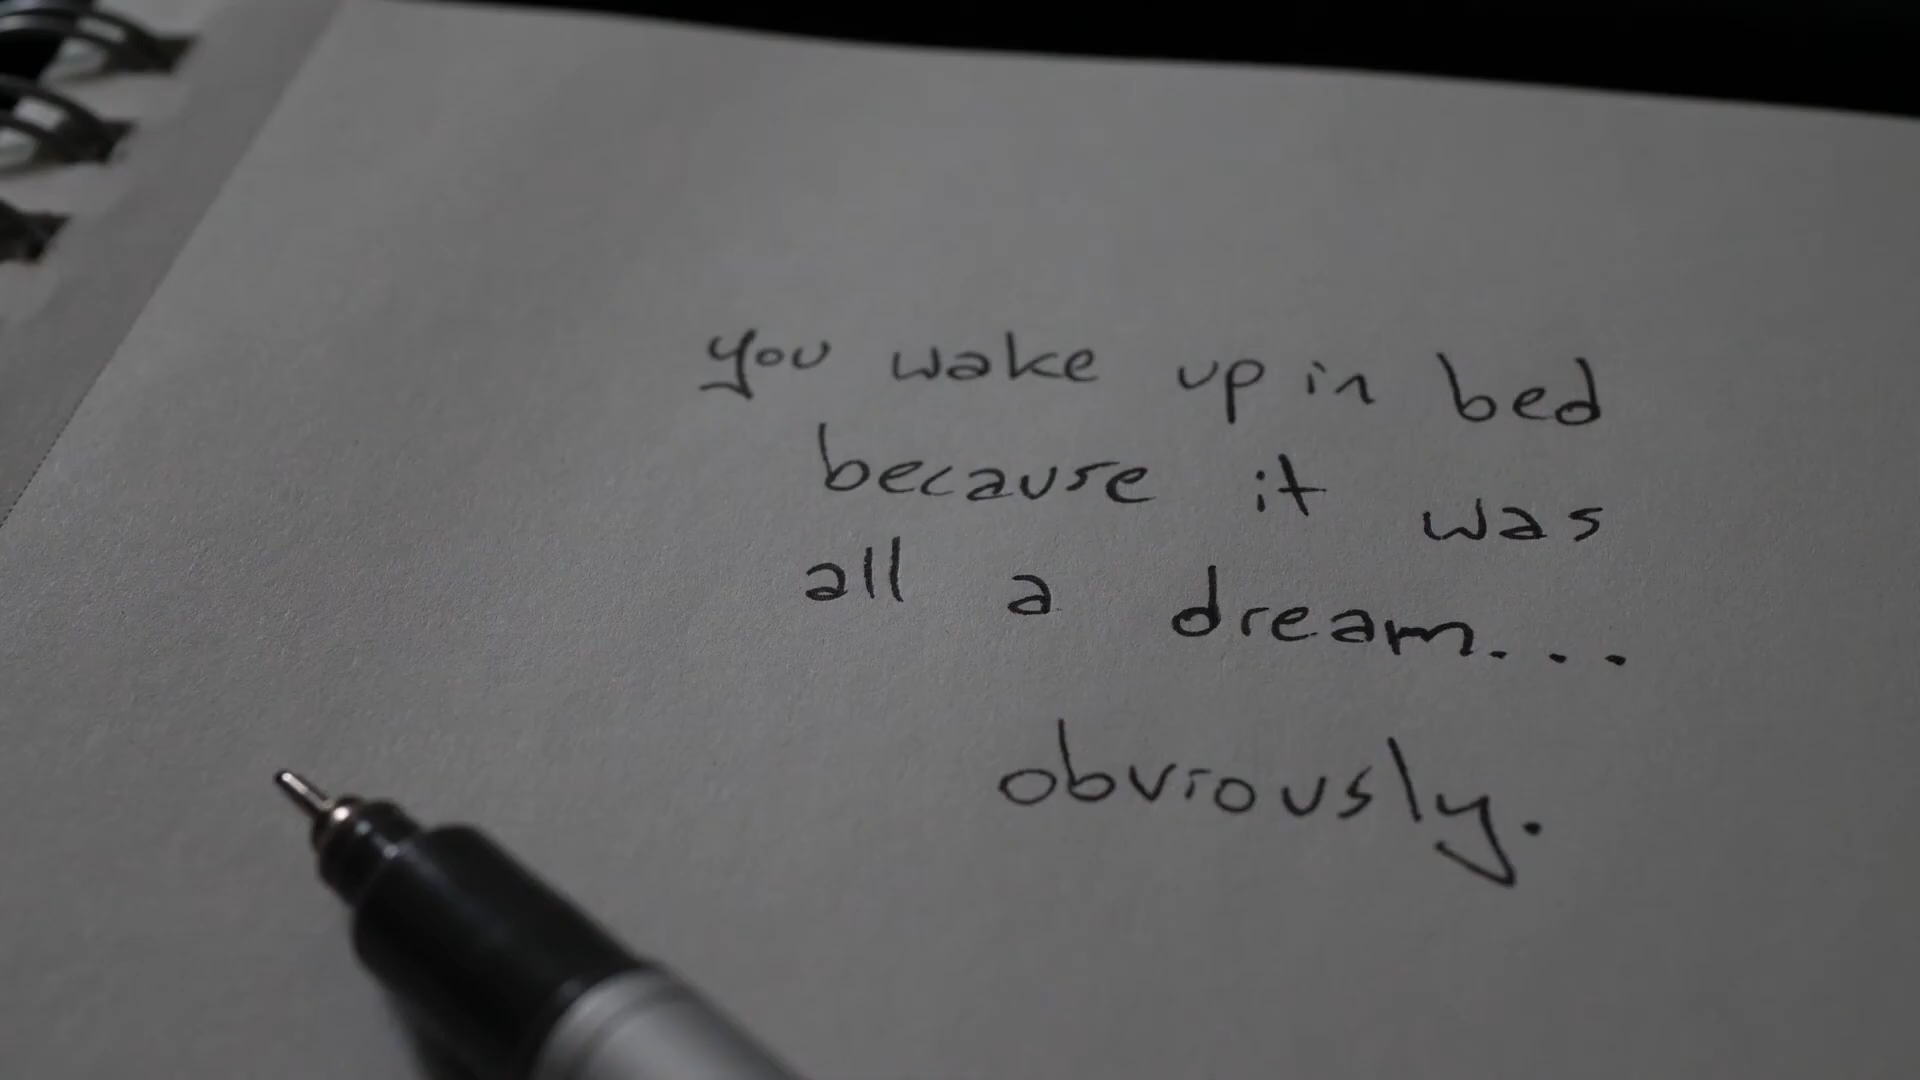 you wake up in bed
because it was
all a dream...
obviously.